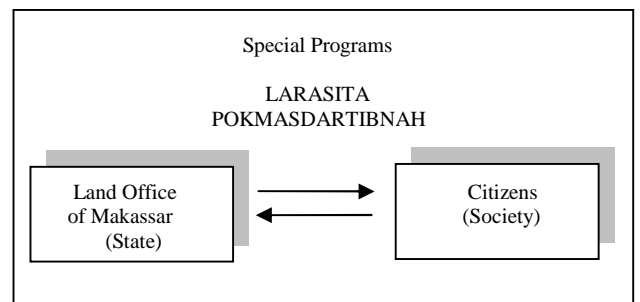 Special Programs
LARASITA
POKMASDARTIBNAH
Land Office
of Makassar
(State)
Citizens
(Society)